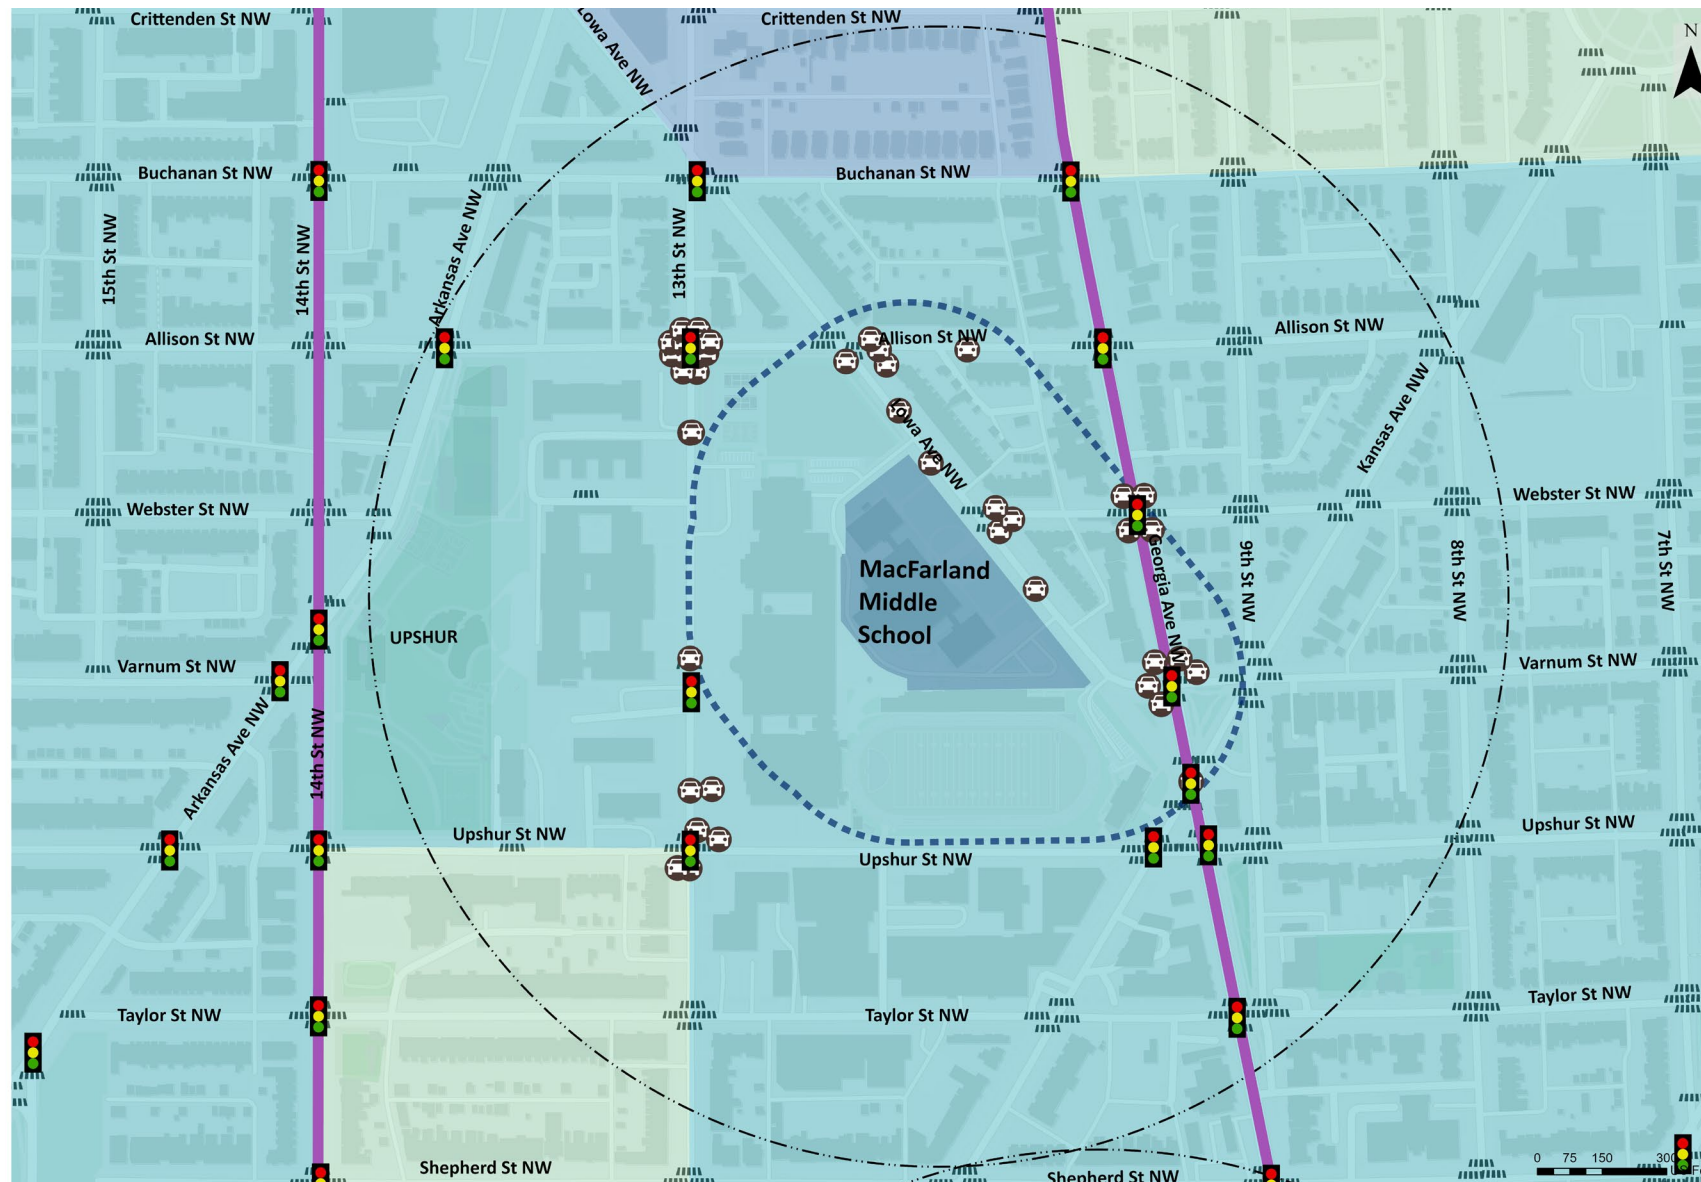 Crittenden St NW
Iowa Ave NW
Crittenden St NW
N
Buchanan St NW
Buchanan St NW
15th St NW
14th St NW
Arkansas Ave NW
13th St NW
Allison St NW
Allison St NW
Allison St NW
Iowa Ave NW
Kansas Ave NW
Webster St NW
Webster St NW
MacFarland
Middle
School
Georgia Ave NW
9th St NW
8th St NW
7th St NW
UPSHUR
Varnum St NW
Varnum St NW
Arkansas Ave NW
14th St NW
Upshur St NW
Upshur St NW
Upshur St NW
Taylor St NW
Taylor St NW
Taylor St NW
Shepherd St NW
Shepherd St NW
0 75 150 300